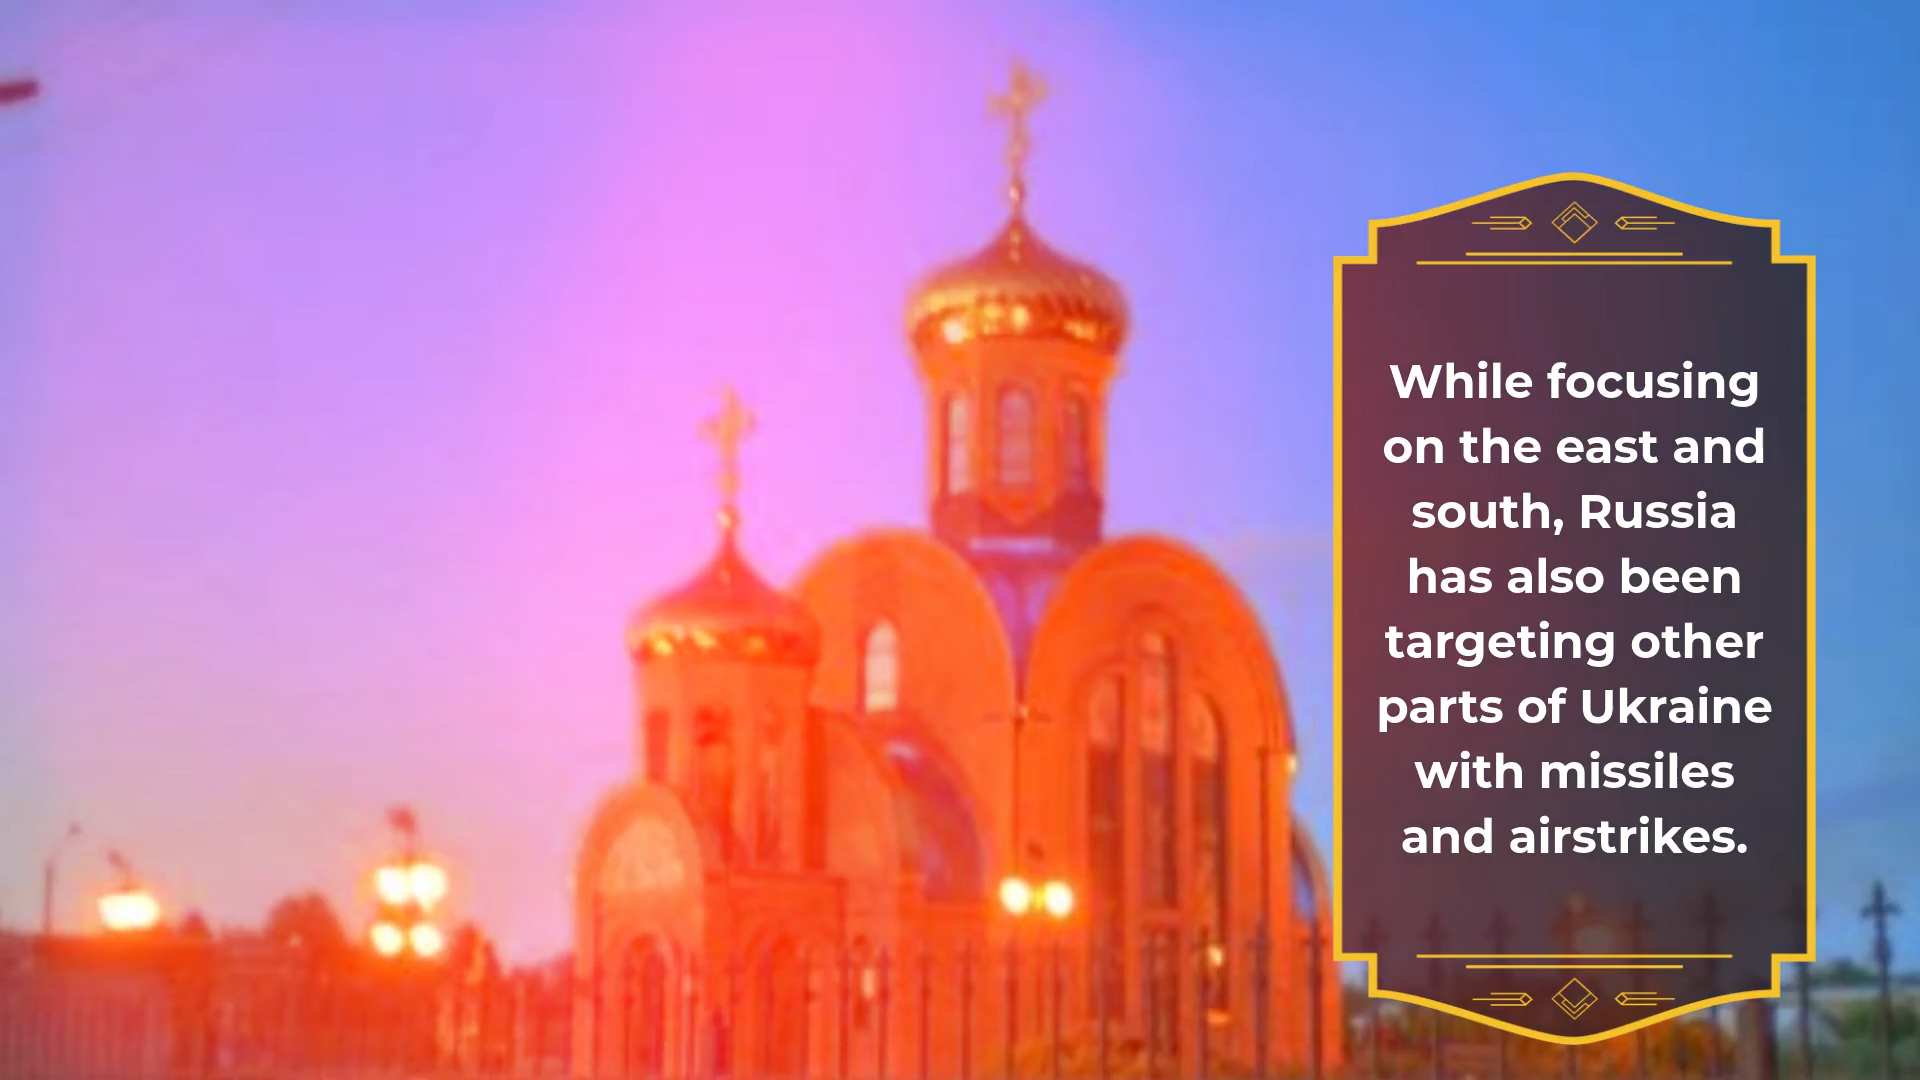 While focusing
on the east and
south, Russia
has also been
targeting other
parts of Ukraine
with missiles
and airstrikes.